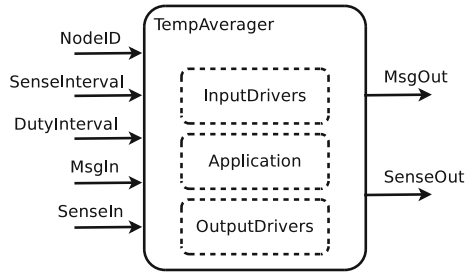 TempAverager
NodeID
SenseInterval
DutyInterval
MsgIn
SenseIn
InputDrivers
Application
OutputDrivers
MsgOut
SenseOut